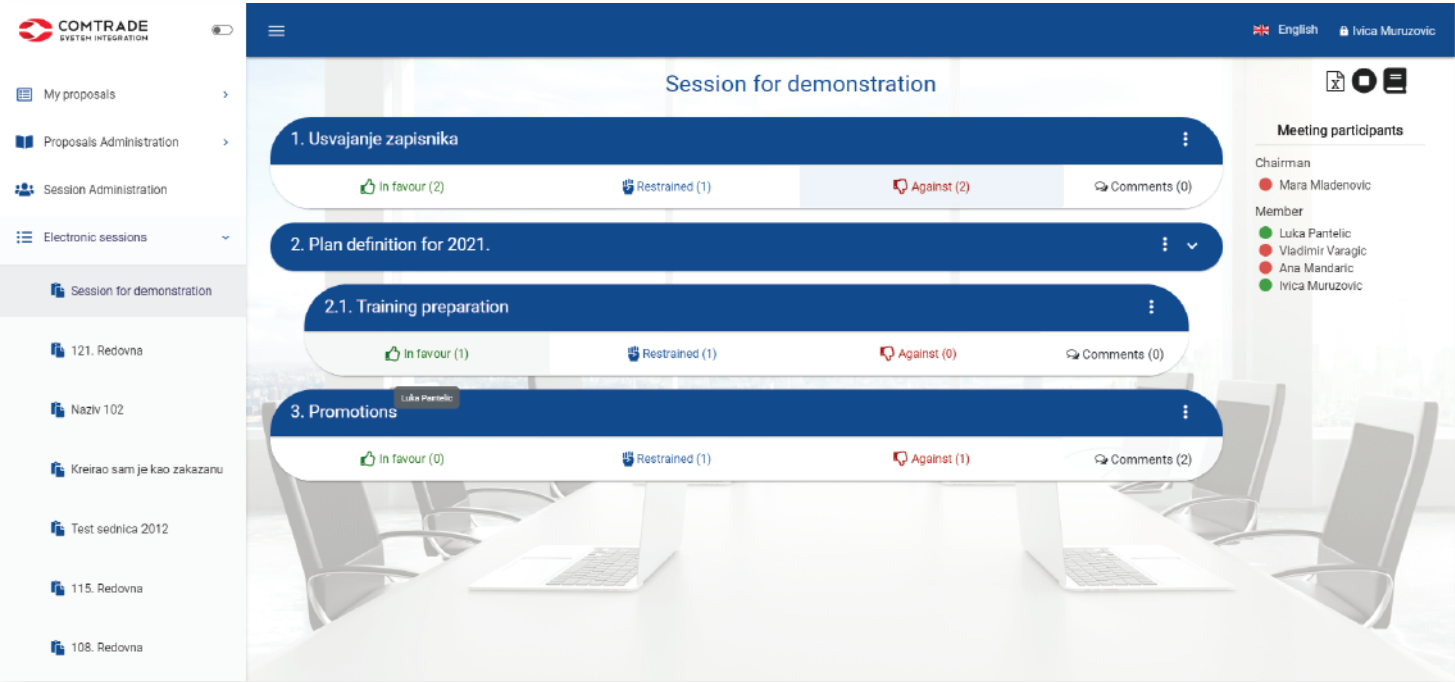 COMTRADE
SYSTEM INTEGRATION
English
Ivica Muruzovic
My proposals
Proposals Administration
Session Administration
Electronic sessions
Session for demonstration
121. Redovna
Naziv 102
Kreirao sam je kao zakazanu
Test sednica 2012
115. Redovna
108. Redovna
Session for demonstration
1. Usvajanje zapisnika
In favour (2)
Restrained (1)
Against (2)
Comments (0)
2. Plan definition for 2021.
2.1. Training preparation
In favour (1)
Restrained (1)
Against (0)
Comments (0)
Luka Pantelic
3. Promotions
In favour (0)
Restrained (1)
Against (1)
Comments (2)
Meeting participants
Chairman
Mara Mladenovic
Member
Luka Pantelic
Vladimir Varagic
Ana Mandaric
Ivica Muruzovic